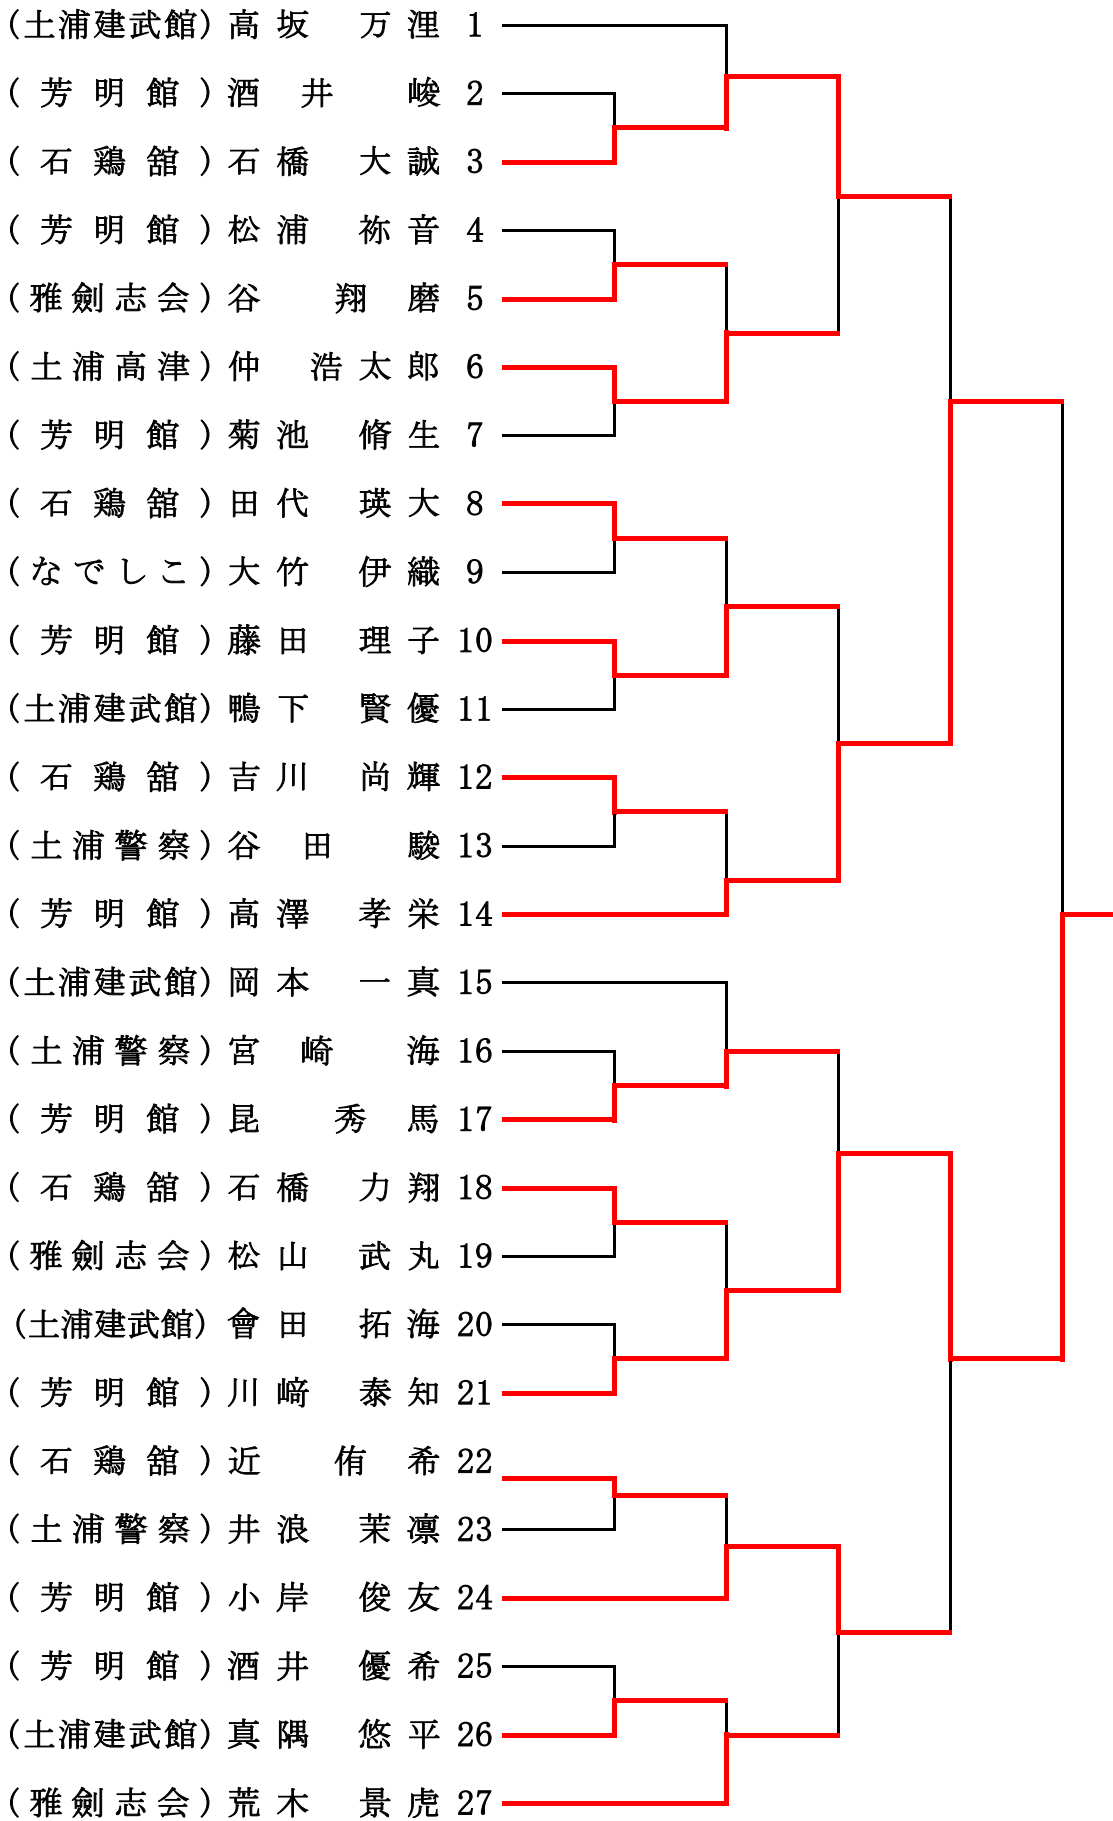 (土浦建武館) 高坂 万浬 1
(芳明館) 酒井 峻 2
(石鶏舘) 石橋 大誠 3
(芳明館) 松浦 祢音 4
(雅劍志会) 谷 翔磨 5
(土浦高津) 仲 浩太郎 6
(芳明館) 菊池 脩生 7
(石鶏舘) 田代 瑛大 8
(なでしこ) 大竹 伊織 9
(芳明館) 藤田 理子 10
(土浦建武館) 鴨下 賢優 11
(石鶏舘) 吉川 尚輝 12
(土浦警察) 谷田 駿 13
(芳明館) 高澤 孝栄 14
(土浦建武館) 岡本 一真 15
(土浦警察) 宮崎 海 16
(芳明館) 昆 秀馬 17
(石鶏舘) 石橋 力翔 18
(雅劍志会) 松山 武丸 19
(土浦建武館) 會田 拓海 20
(芳明館) 川﨑 泰知 21
(石鶏舘) 近 侑希 22
(土浦警察) 井浪 茉凛 23
(芳明館) 小岸 俊友 24
(芳明館) 酒井 優希 25
(土浦建武館) 真隅 悠平 26
(雅劍志会) 荒木 景虎 27